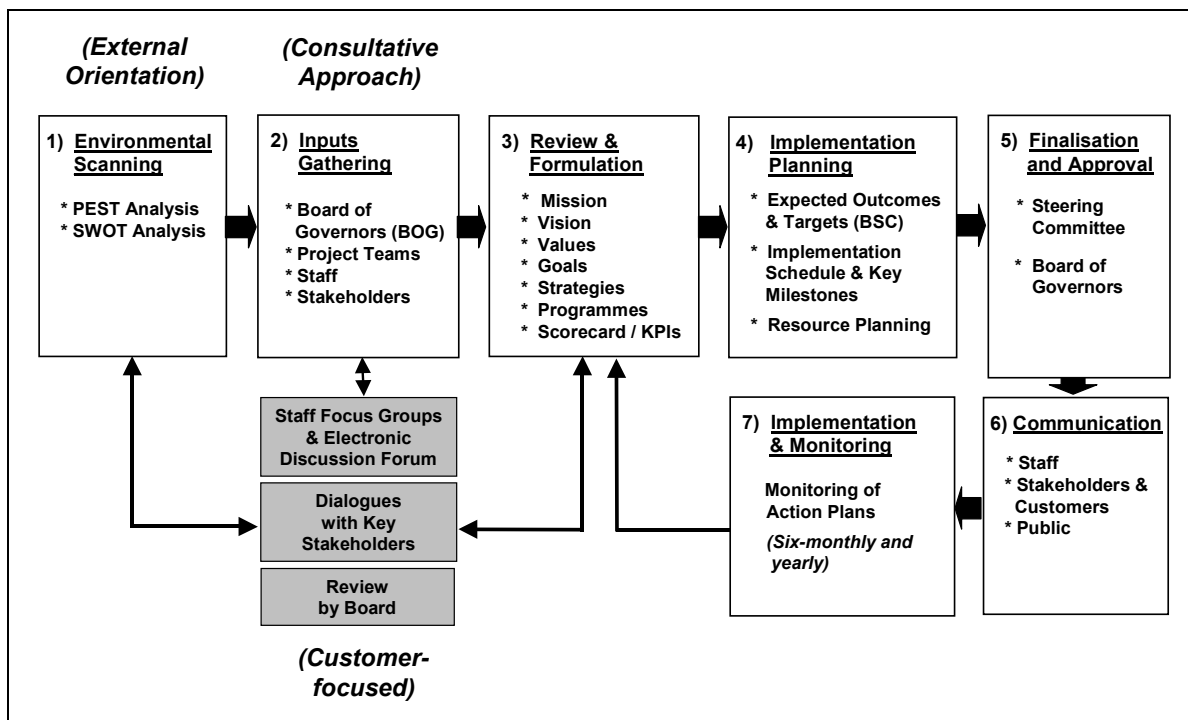 (External
Orientation)
(Consultative
Approach)
1) Environmental
Scanning
* PEST Analysis
* SWOT Analysis
2) Inputs
Gathering
* Board of
Governors (BOG)
* Project Teams
* Staff
* Stakeholders
3) Review &
Formulation
* Mission
* Vision
* Values
* Goals
* Strategies
* Programmes
* Scorecard / KPIs
4) Implementation
Planning
* Expected Outcomes
& Targets (BSC)
* Implementation
Schedule & Key
Milestones
* Resource Planning
5) Finalisation
and Approval
* Steering
Committee
* Board of
Governors
Staff Focus Groups
& Electronic
Discussion Forum
Dialogues
with Key
Stakeholders
Review
by Board
(Customer-
focused)
7) Implementation
& Monitoring
Monitoring of
Action Plans
(Six-monthly and
yearly)
6) Communication
* Staff
* Stakeholders &
Customers
* Public